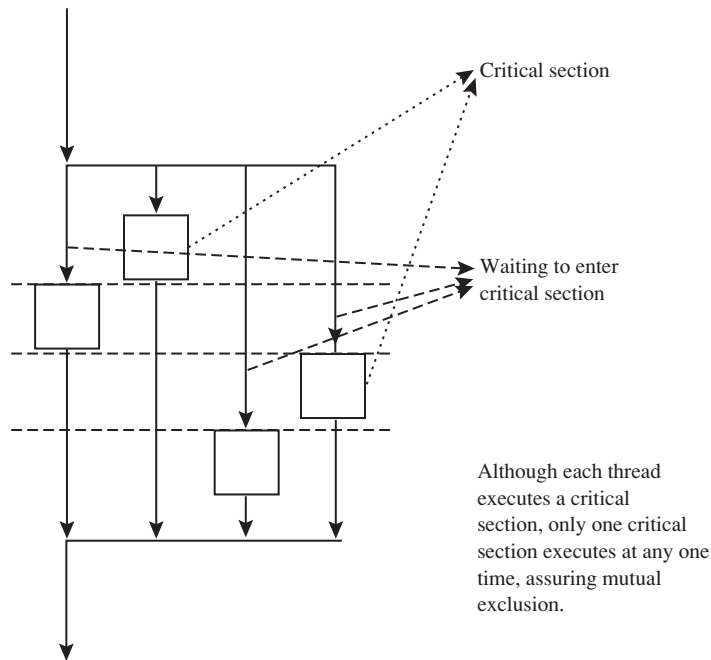 Critical section
Waiting to enter
critical section
Although each thread
executes a critical
section, only one critical
section executes at any one
time, assuring mutual
exclusion.